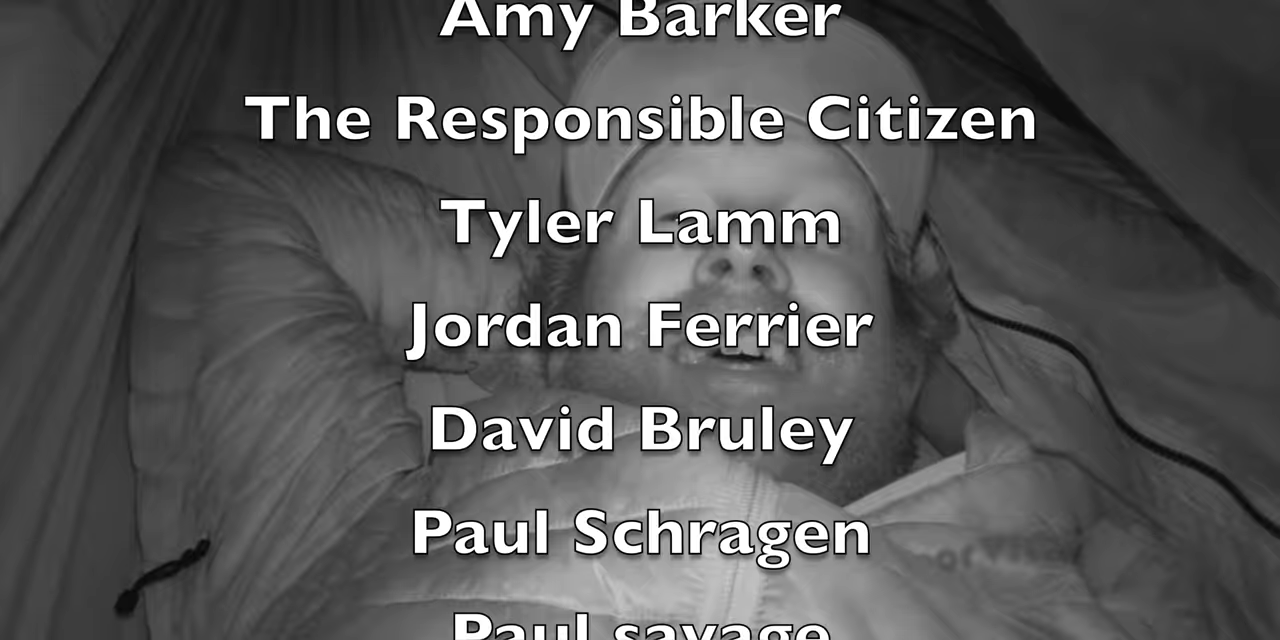 Amy Barker
The Responsible Citizen
Tyler Lamm
Jordan Ferrier
David Bruley
Paul Schragen
Paul savage